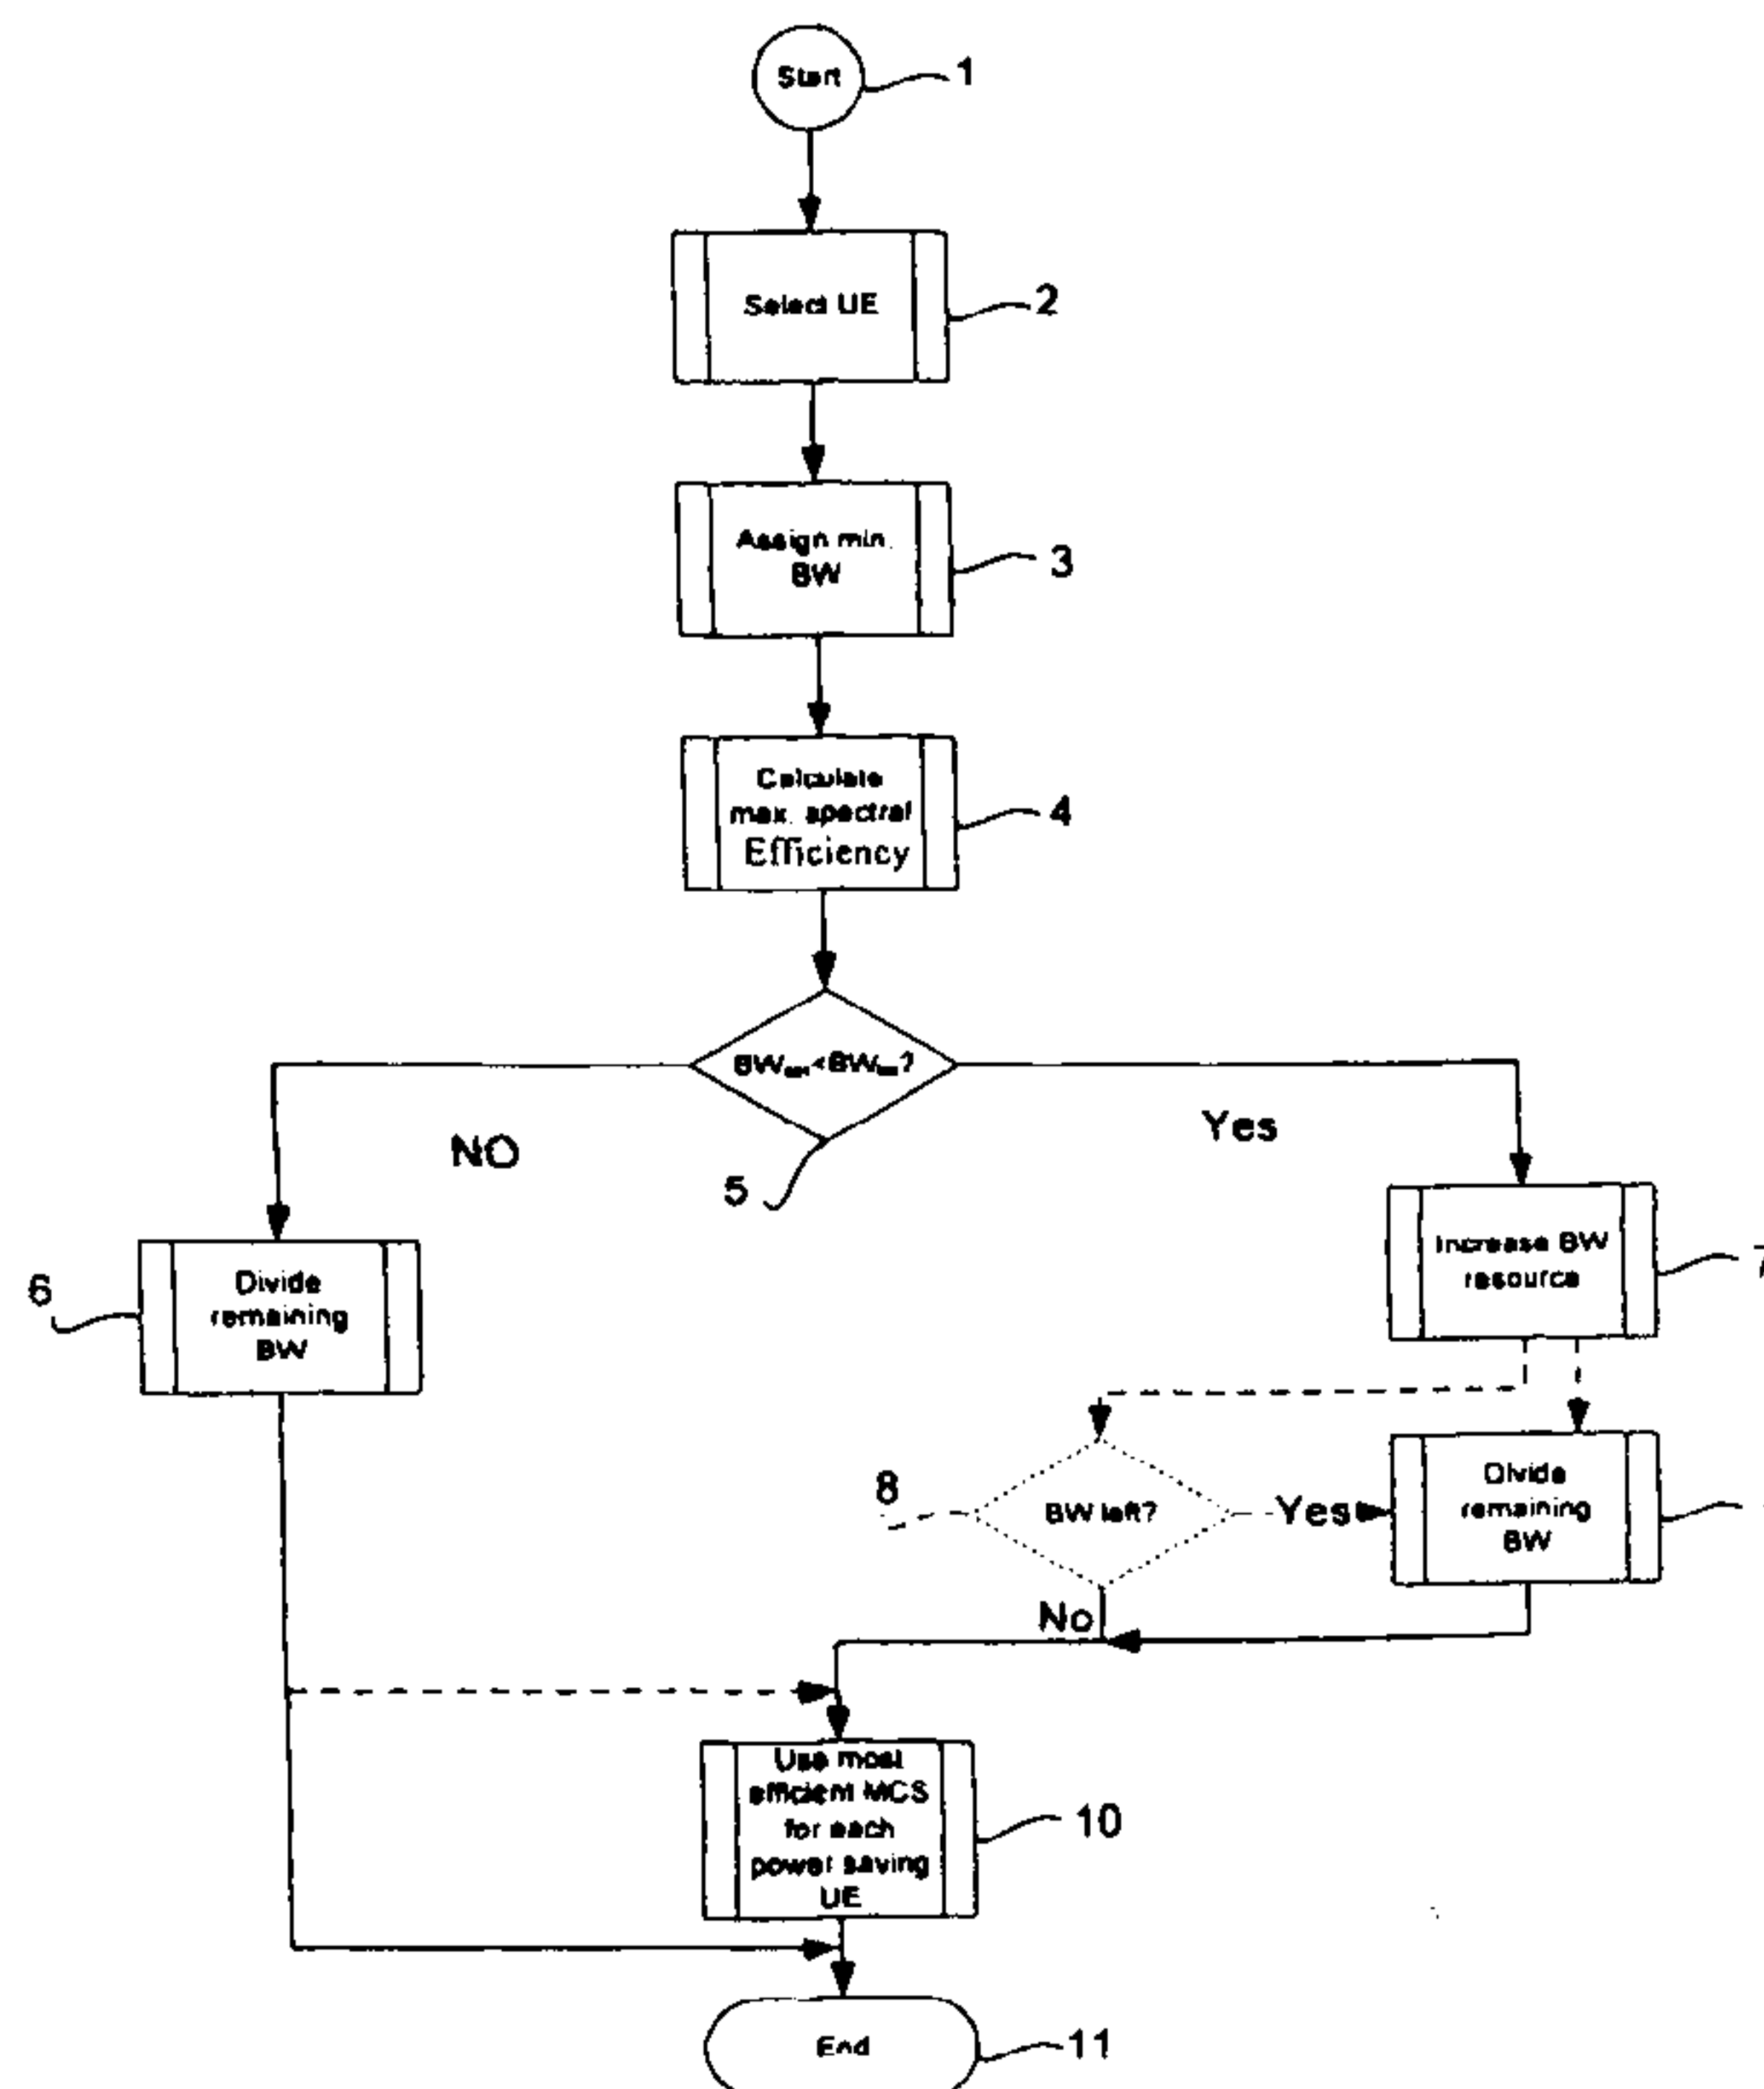 Start
1
Select UE
2
Assign min.
BW
3
Calculate
max. spectral
Efficiency
4
NO
Yes
5
Increase BW
resource
7
6
Divide
remaining
BW
8
BW left?
Yes
Divide
remaining
BW
No
Use most
efficient MCS
for each
power saving
UE
10
End
11